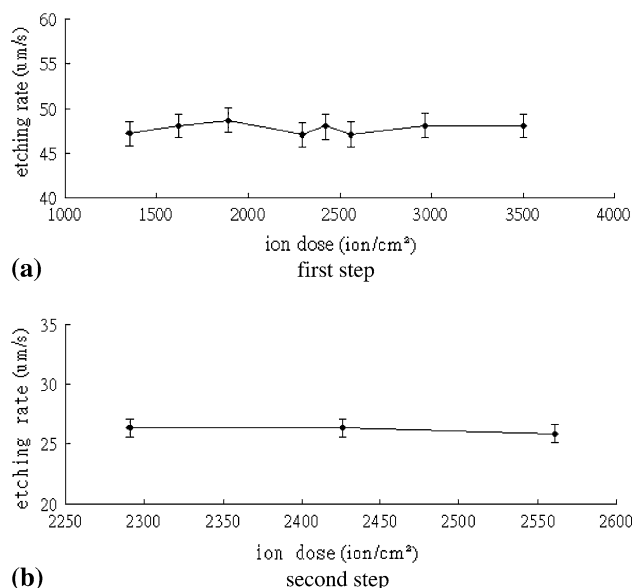 60
55
50
45
40
etching rate (um/s)
1000 1500 2000 2500 3000 3500 4000
ion dose (ion/cm²)
(a) first step
35
30
25
20
etching rate (um/s)
2250 2300 2350 2400 2450 2500 2550 2600
ion dose (ion/cm²)
(b) second step